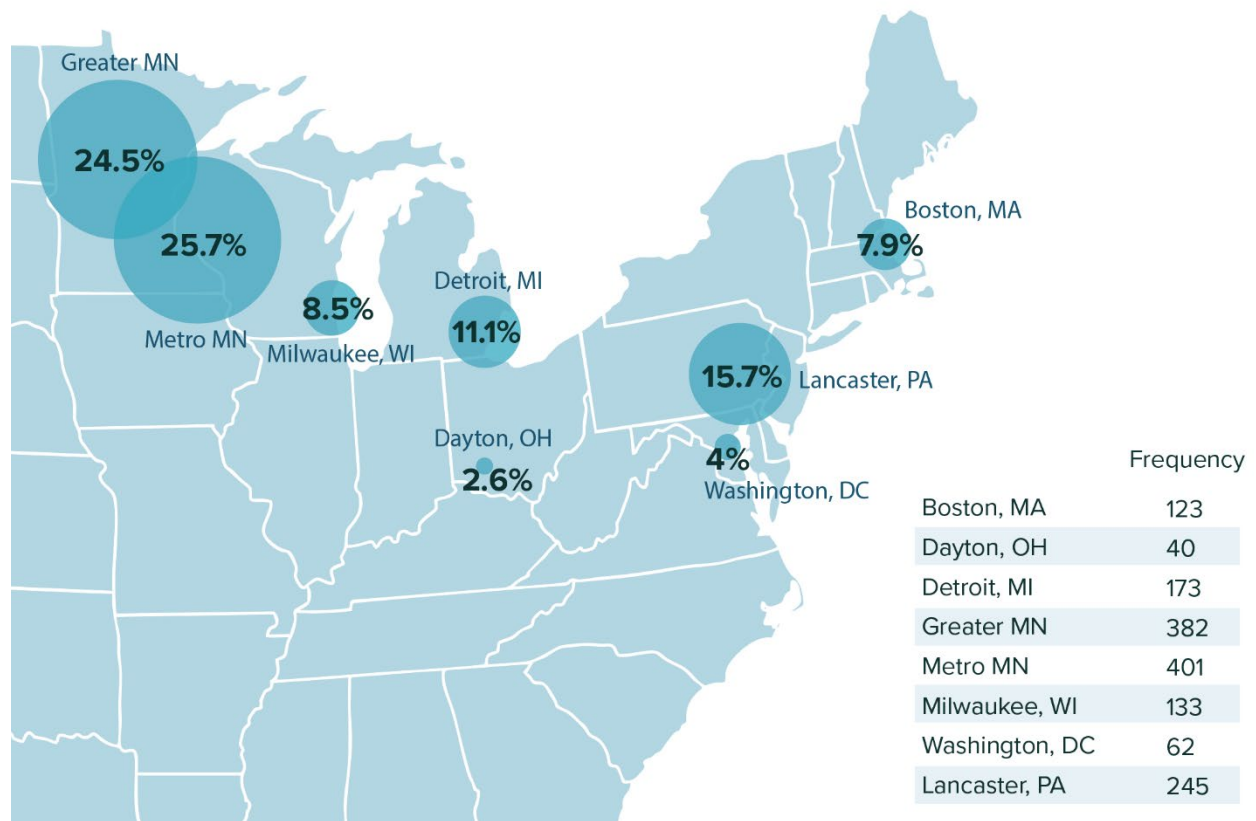 Greater MN
24.5%
25.7%
Metro MN
8.5%
Milwaukee, WI
Detroit, MI
11.1%
Dayton, OH
2.6%
Boston, MA
7.9%
15.7%
Lancaster, PA
4%
Washington, DC
Frequency
Boston, MA 123
Dayton, OH 40
Detroit, MI 173
Greater MN 382
Metro MN 401
Milwaukee, WI 133
Washington, DC 62
Lancaster, PA 245